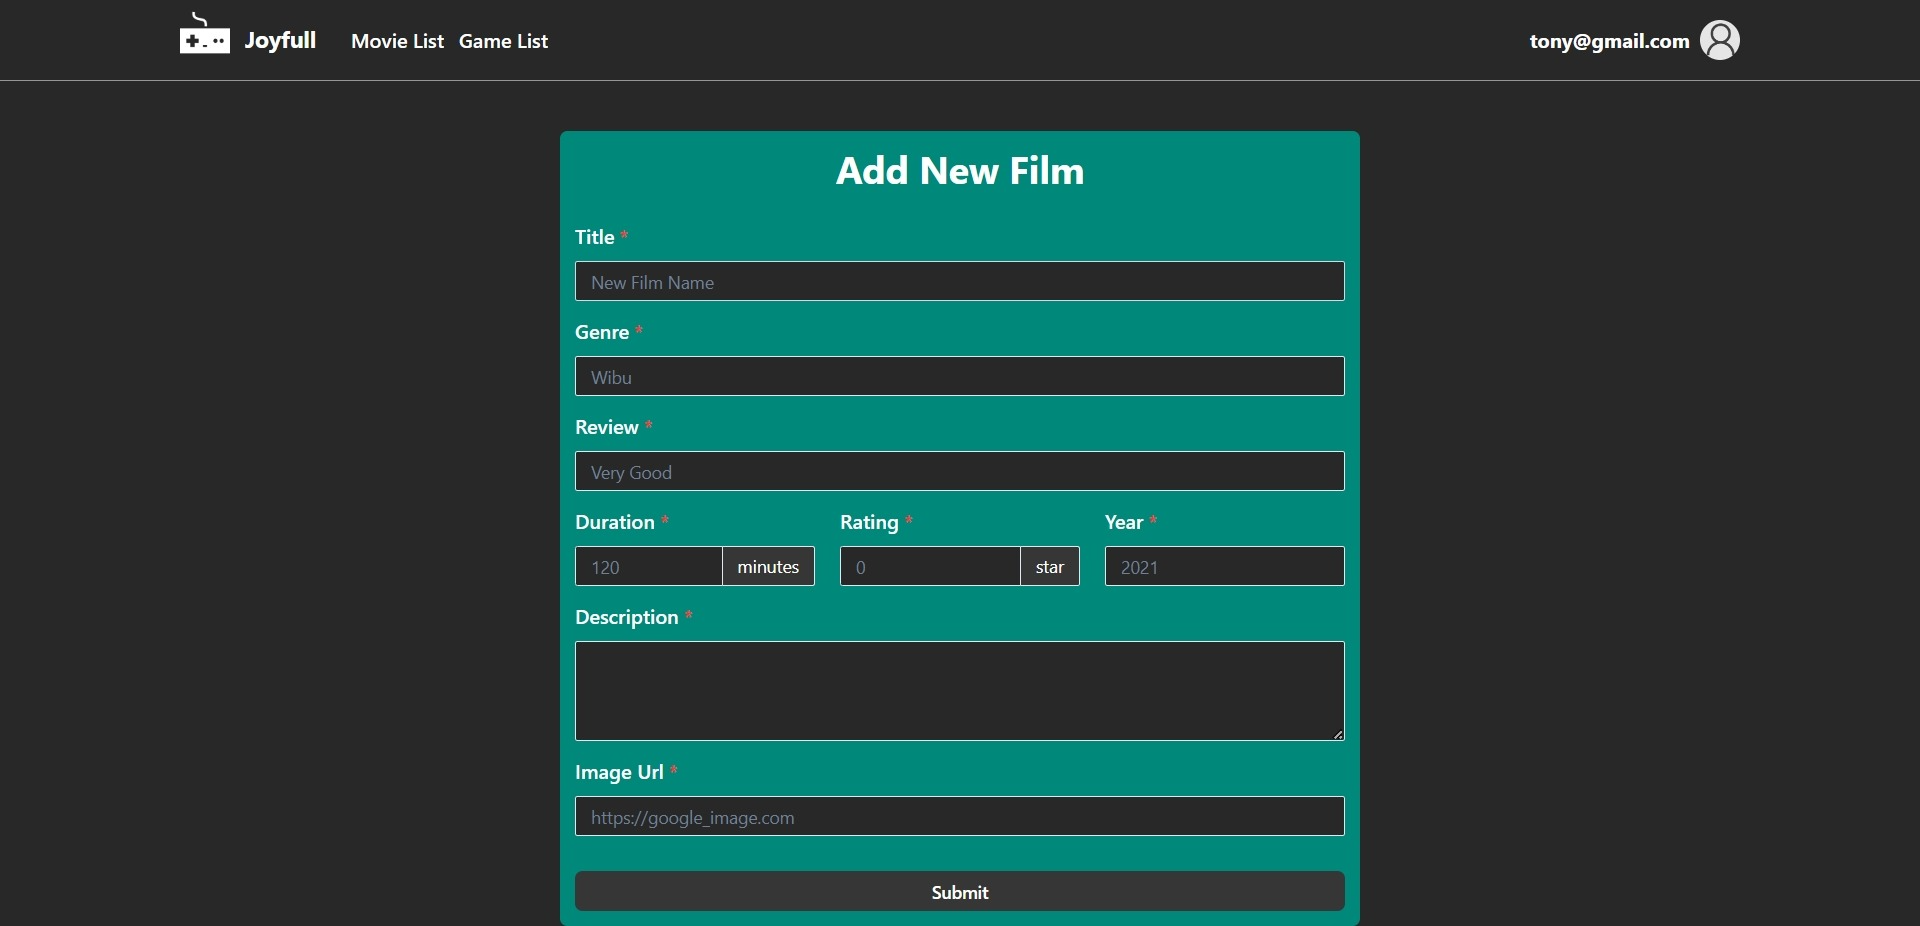 Joyfull Movie List Game List tony@gmail.com
Add New Film
Title *
New Film Name
Genre *
Wibu
Review *
Very Good
Duration * Rating * Year *
120 minutes 0 star 2021
Description *
Image Url *
https://google_image.com
Submit